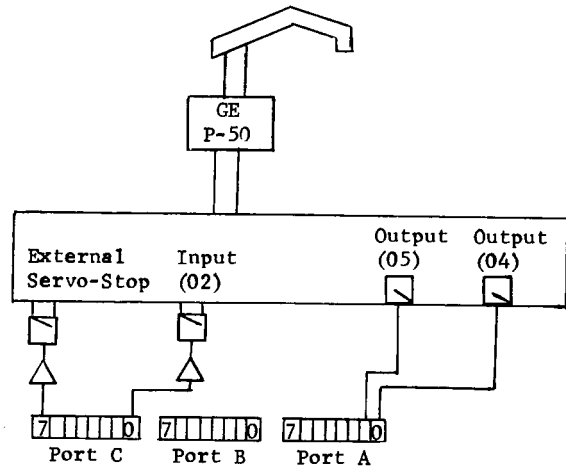 GE
P-50
External
Servo-Stop
Input
(02)
Output
(05)
Output
(04)
7 0
Port C
7 0
Port B
7 0
Port A